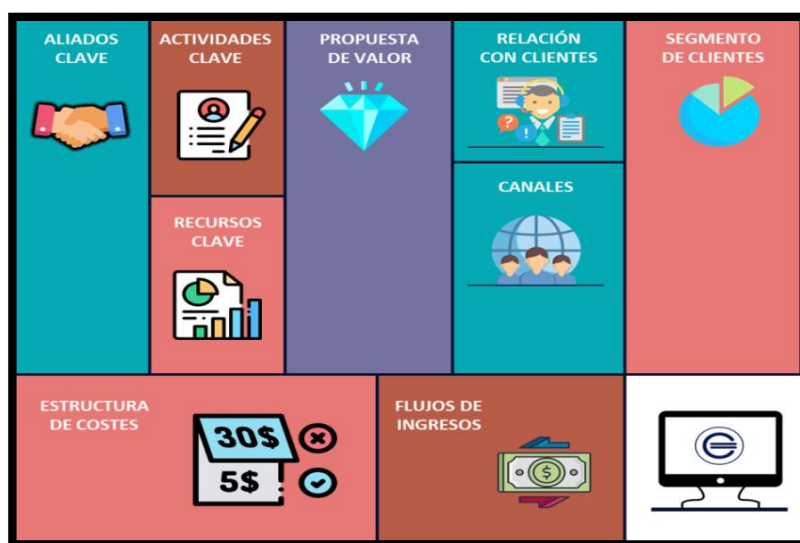 ALIADOS
CLAVE
ACTIVIDADES
CLAVE
PROPUESTA
DE VALOR
RELACIÓN
CON CLIENTES
SEGMENTO
DE CLIENTES
?
!
RECURSOS
CLAVE
CANALES
ESTRUCTURA
DE COSTES
30$
5$
FLUJOS DE
INGRESOS
$